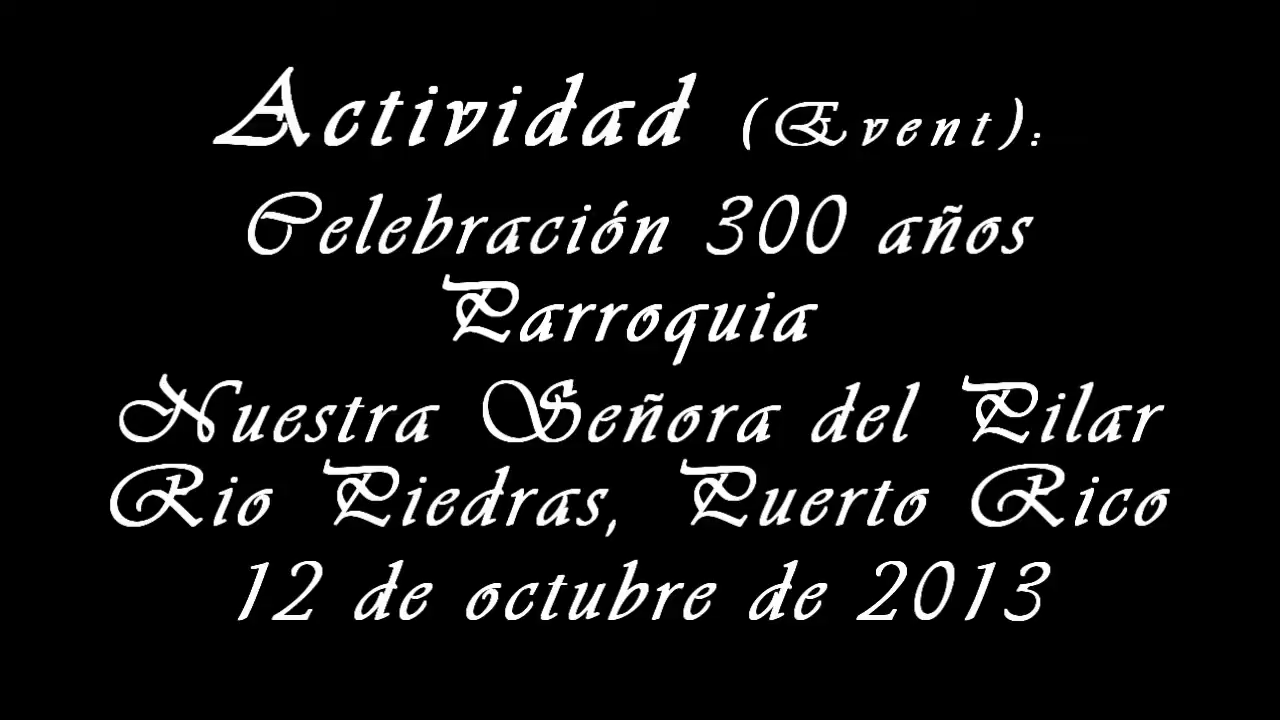 Actividad (Event):
Celebración 300 años
Parroquia
Nuestra Señora del Pilar
Rio Piedras, Puerto Rico
12 de octubre de 2013